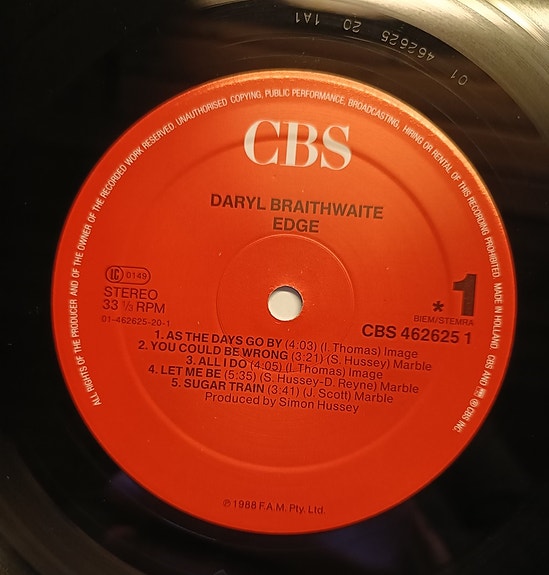 01 462625 20 1A1
ALL RIGHTS OF THE PRODUCER AND OF THE OWNER OF THE RECORDED WORK RESERVED. UNAUTHORISED COPYING, PUBLIC PERFORMANCE, BROADCASTING, HIRING OR RENTAL OF THIS RECORDING PROHIBITED. MADE IN HOLLAND. CBS AND ℗ CBS INC.
CBS
DARYL BRAITHWAITE
EDGE
LC 0149
STEREO
33 ⅓ RPM
01-462625-20-1
* 1
BIEM/STEMRA
CBS 462625 1
1. AS THE DAYS GO BY (4:03) (I. Thomas) Image
2. YOU COULD BE WRONG (3:21) (S. Hussey) Marble
3. ALL I DO (4:05) (I. Thomas) Image
4. LET ME BE (5:35) (S. Hussey-D. Reyne) Marble
5. SUGAR TRAIN (3:41) (J. Scott) Marble
Produced by Simon Hussey
℗ 1988 F.A.M. Pty. Ltd.